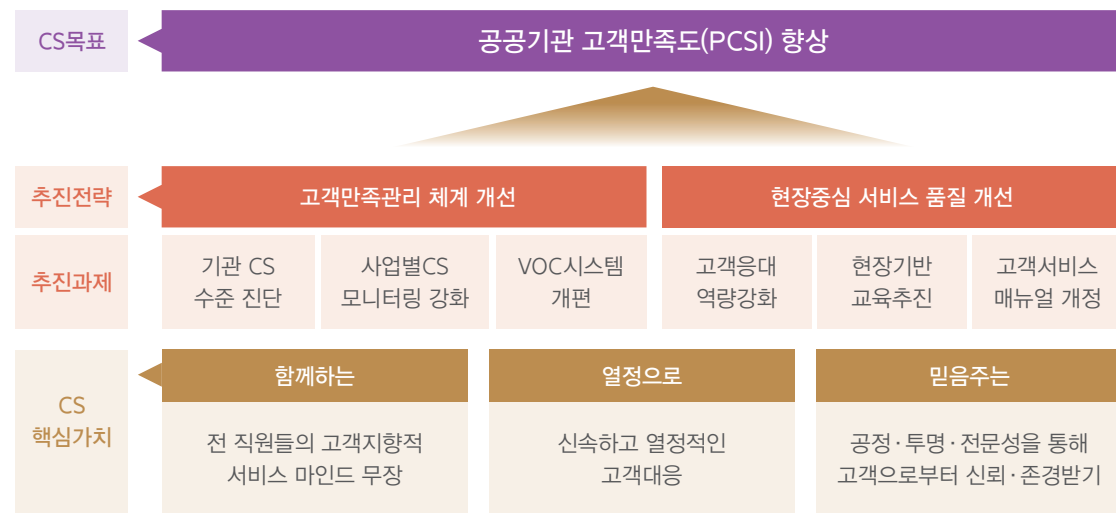 CS목표
공공기관 고객만족도(PCSI) 향상
추진전략
고객만족관리 체계 개선
현장중심 서비스 품질 개선
추진과제
기관 CS
수준 진단
사업별CS
모니터링 강화
VOC시스템
개편
고객응대
역량강화
현장기반
교육추진
고객서비스
매뉴얼 개정
CS
핵심가치
함께하는
전 직원들의 고객지향적
서비스 마인드 무장
열정으로
신속하고 열정적인
고객대응
믿음주는
공정·투명·전문성을 통해
고객으로부터 신뢰·존경받기